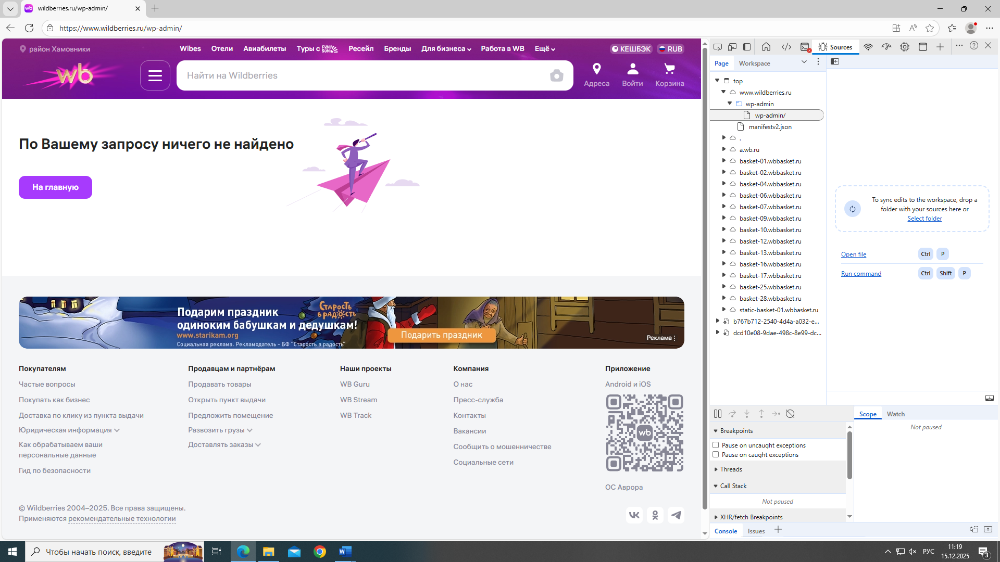 wildberries.ru/wp-admin/
https://www.wildberries.ru/wp-admin/
район Хамовники
Wibes
Отели
Авиабилеты
Туры с FUN&SUN
Ресейл
Бренды
Для бизнеса
Работа в WB
Ещё
КЕШБЭК
RUB
wb
Найти на Wildberries
Адреса
Войти
Корзина
По Вашему запросу ничего не найдено
На главную
Подарим праздник
одиноким бабушкам и дедушкам!
www.starikam.org
Социальная реклама. Рекламодатель - БФ "Старость в радость"
Старость
в радость
Подарить праздник
Реклама
Покупателям
Частые вопросы
Покупать как бизнес
Доставка по клику из пункта выдачи
Юридическая информация
Как обрабатываем ваши
персональные данные
Гид по безопасности
Продавцам и партнёрам
Продавать товары
Открыть пункт выдачи
Предложить помещение
Развозить грузы
Доставлять заказы
Наши проекты
WB Guru
WB Stream
WB Track
Компания
О нас
Пресс-служба
Контакты
Вакансии
Сообщить о мошенничестве
Социальные сети
Приложение
Android и iOS
wb
ОС Аврора
© Wildberries 2004–2025. Все права защищены.
Применяются рекомендательные технологии
Sources
Page
Workspace
top
www.wildberries.ru
wp-admin
wp-admin/
manifestv2.json
.
a.wb.ru
basket-01.wbbasket.ru
basket-02.wbbasket.ru
basket-04.wbbasket.ru
basket-06.wbbasket.ru
basket-07.wbbasket.ru
basket-09.wbbasket.ru
basket-10.wbbasket.ru
basket-12.wbbasket.ru
basket-13.wbbasket.ru
basket-16.wbbasket.ru
basket-17.wbbasket.ru
basket-25.wbbasket.ru
basket-28.wbbasket.ru
static-basket-01.wbbasket.ru
b767b712-2540-4d4a-a032-e...
dcd10e08-9dae-498c-8e99-dc...
To sync edits to the workspace, drop a
folder with your sources here or
Select folder
Open file
Ctrl P
Run command
Ctrl Shift P
Scope
Watch
Not paused
Breakpoints
Pause on uncaught exceptions
Pause on caught exceptions
Threads
Call Stack
Not paused
XHR/fetch Breakpoints
Console
Issues
Чтобы начать поиск, введите
РУС
11:19
15.12.2025
3